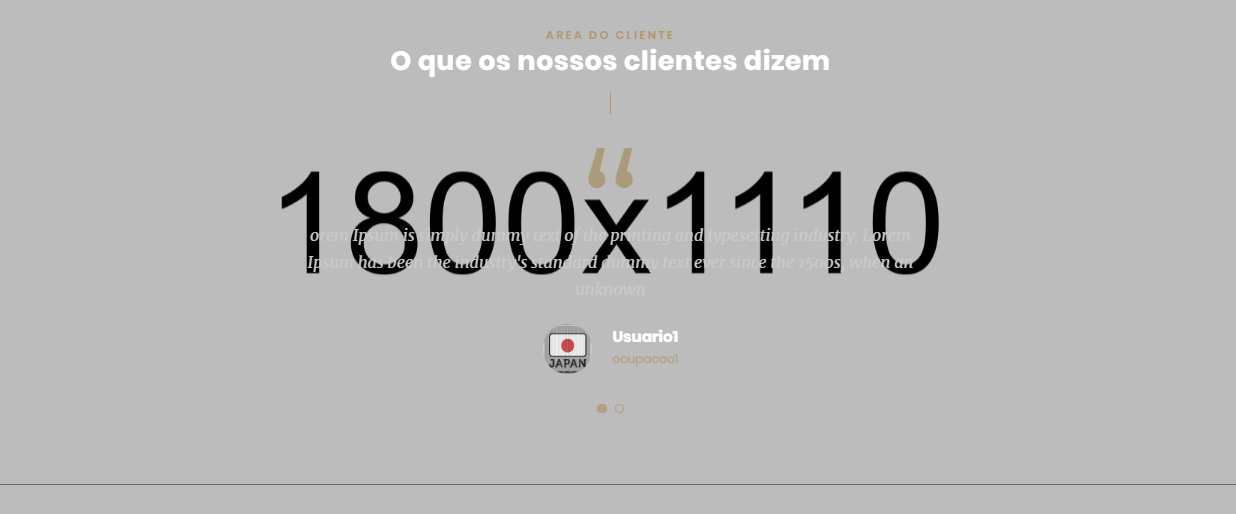 AREA DO CLIENTE
O que os nossos clientes dizem
“
1800x1110
orem Ipsum is simply dummy text of the printing and typesetting industry. Lorem
Ipsum has been the industry's standard dummy text ever since the 1500s, when an
unknown
Usuario1
JAPAN
ocupacao1